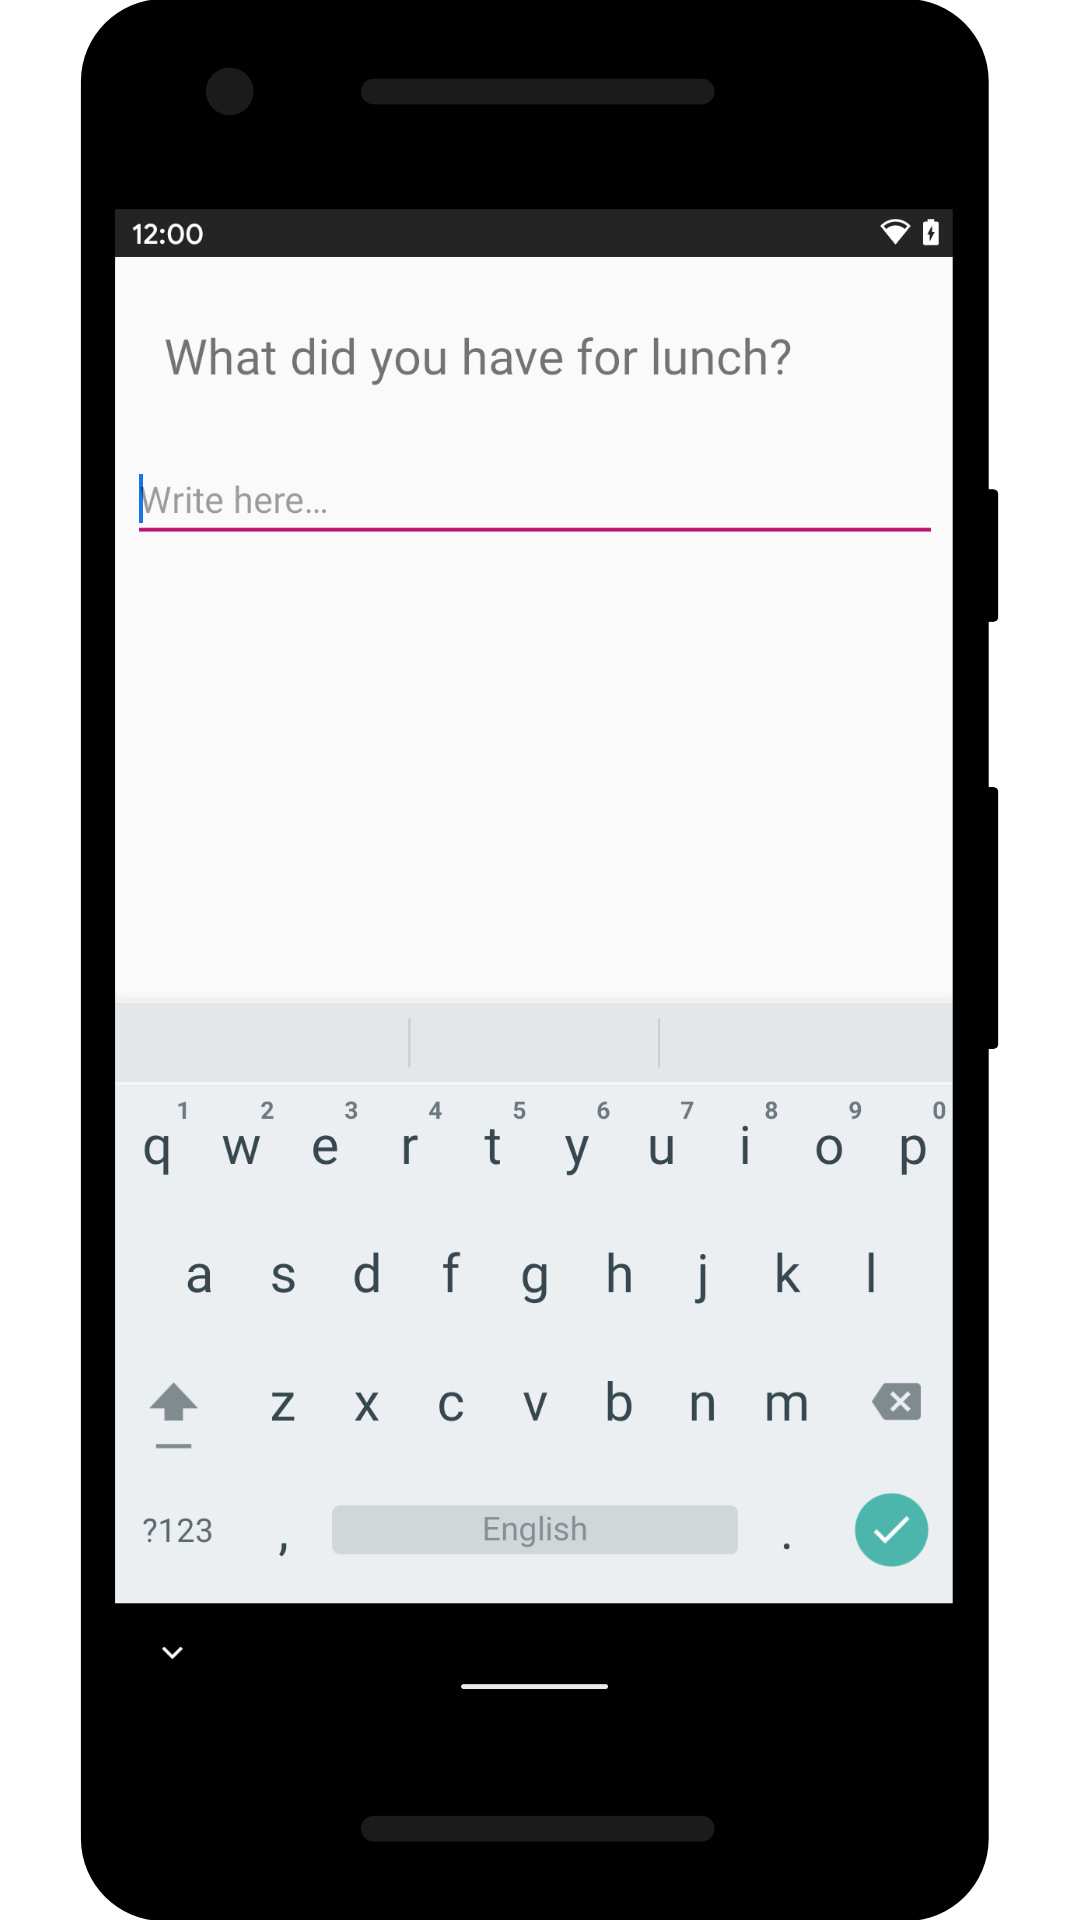 12:00
What did you have for lunch?
Write here...
1 2 3 4 5 6 7 8 9 0
q w e r t y u i o p
a s d f g h j k l
z x c v b n m
?123 , English .